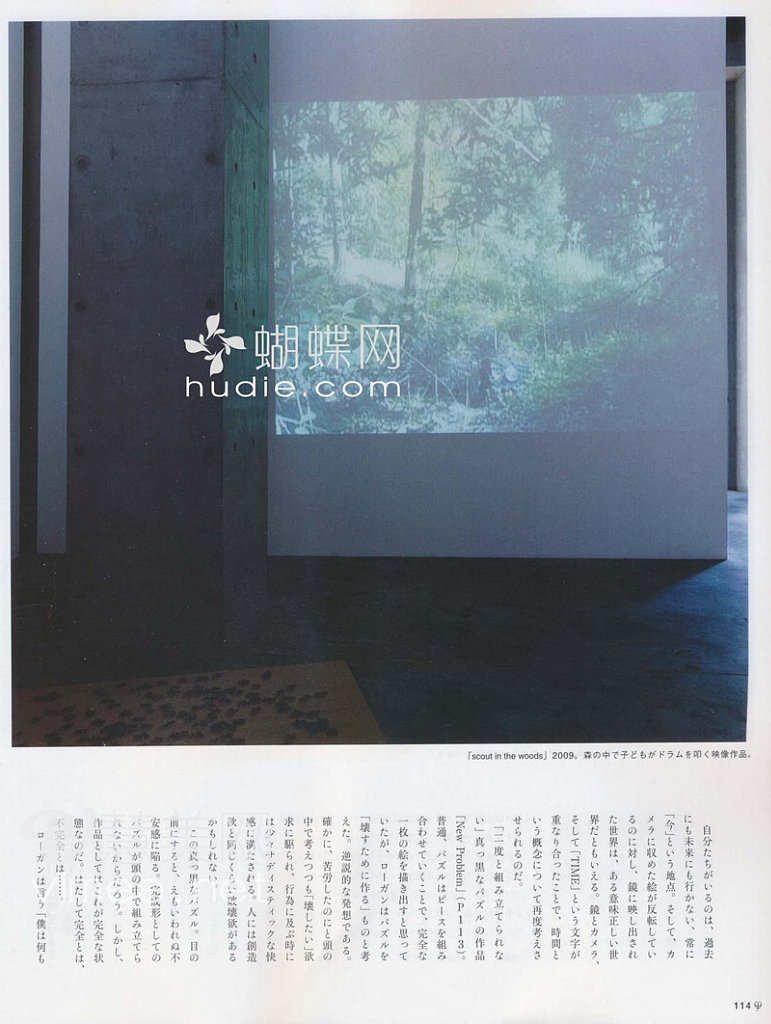 蝴蝶网
hudie.com
「scout in the woods」2009。森の中で子どもがドラムを叩く映像作品。
自分たちがいるのは、過去
にも未来にも行かない、常に
「今」という地点。そして、カ
メラに収めた絵が反転してい
るのに対し、鏡に映し出され
た世界は、ある意味正しい世
界だともいえる。鏡とカメラ、
そして「TIME」という文字が
重なり合ったことで、時間と
いう概念について再度考えさ
せられるのだ。
「二度と組み立てられな
い」真っ黒なパズルの作品
「New Problem」（P113）。
普通、パズルはピースを組み
合わせていくことで、完全な
一枚の絵を描き出すと思って
いたが、ローガンはパズルを
「壊すために作る」ものと考
えた。逆説的な発想である。
確かに、苦労したのにと頭の
中で考えつつも「壊したい」欲
求に駆られ、行為に及ぶ時に
は少々サディスティックな快
感に満たされる。人には創造
欲と同じくらい破壊欲がある
かもしれない。
この真っ黒なパズル。目の
前にすると、えもいわれぬ不
安感に陥る。完成形としての
パズルが頭の中で組み立てら
れないからだろう。しかし、
作品としてはこれが完全な状
態なのだ。はたして完全とは、
不完全とは……
ローガンは言う「僕は何も
114